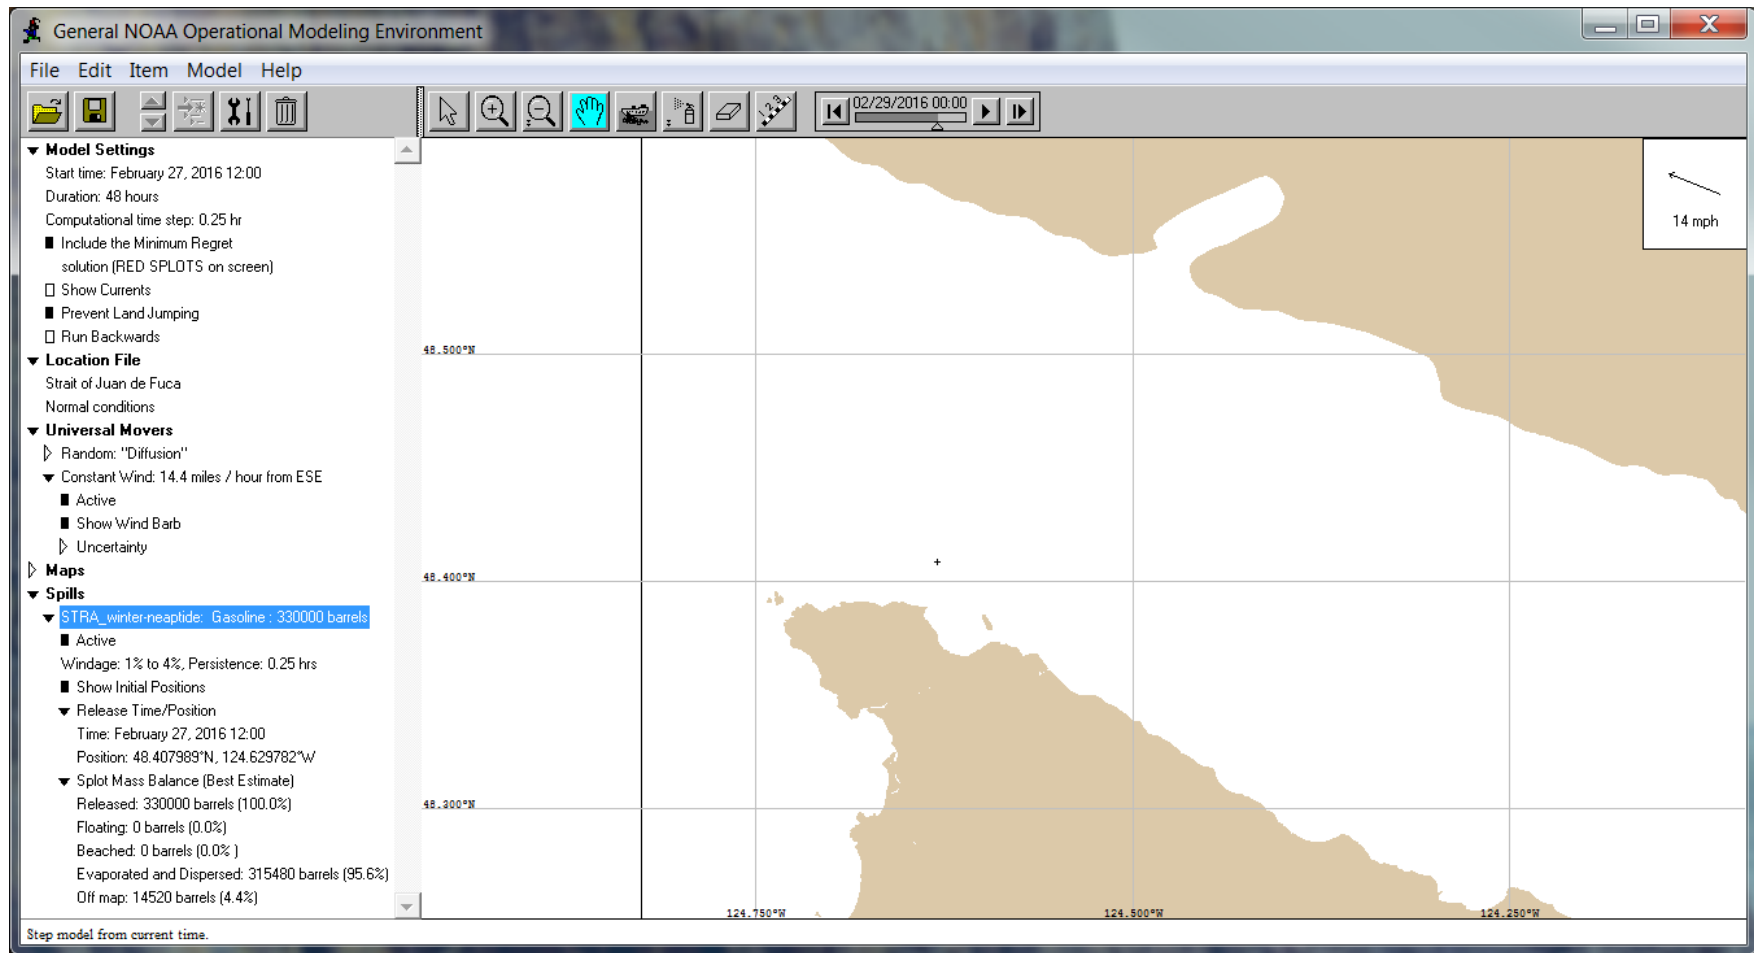 General NOAA Operational Modeling Environment
File Edit Item Model Help
02/29/2016 00:00
Model Settings
Start time: February 27, 2016 12:00
Duration: 48 hours
Computational time step: 0.25 hr
Include the Minimum Regret
solution (RED SPLOTS on screen)
Show Currents
Prevent Land Jumping
Run Backwards
Location File
Strait of Juan de Fuca
Normal conditions
Universal Movers
Random: "Diffusion"
Constant Wind: 14.4 miles / hour from ESE
Active
Show Wind Barb
Uncertainty
Maps
Spills
STRA_winter-neaptide: Gasoline : 330000 barrels
Active
Windage: 1% to 4%, Persistence: 0.25 hrs
Show Initial Positions
Release Time/Position
Time: February 27, 2016 12:00
Position: 48.407989°N, 124.629782°W
Splot Mass Balance (Best Estimate)
Released: 330000 barrels (100.0%)
Floating: 0 barrels (0.0%)
Beached: 0 barrels (0.0% )
Evaporated and Dispersed: 315480 barrels (95.6%)
Off map: 14520 barrels (4.4%)
Step model from current time.
14 mph
48.500°N
48.400°N
48.300°N
124.750°W 124.500°W 124.250°W
1 2 3